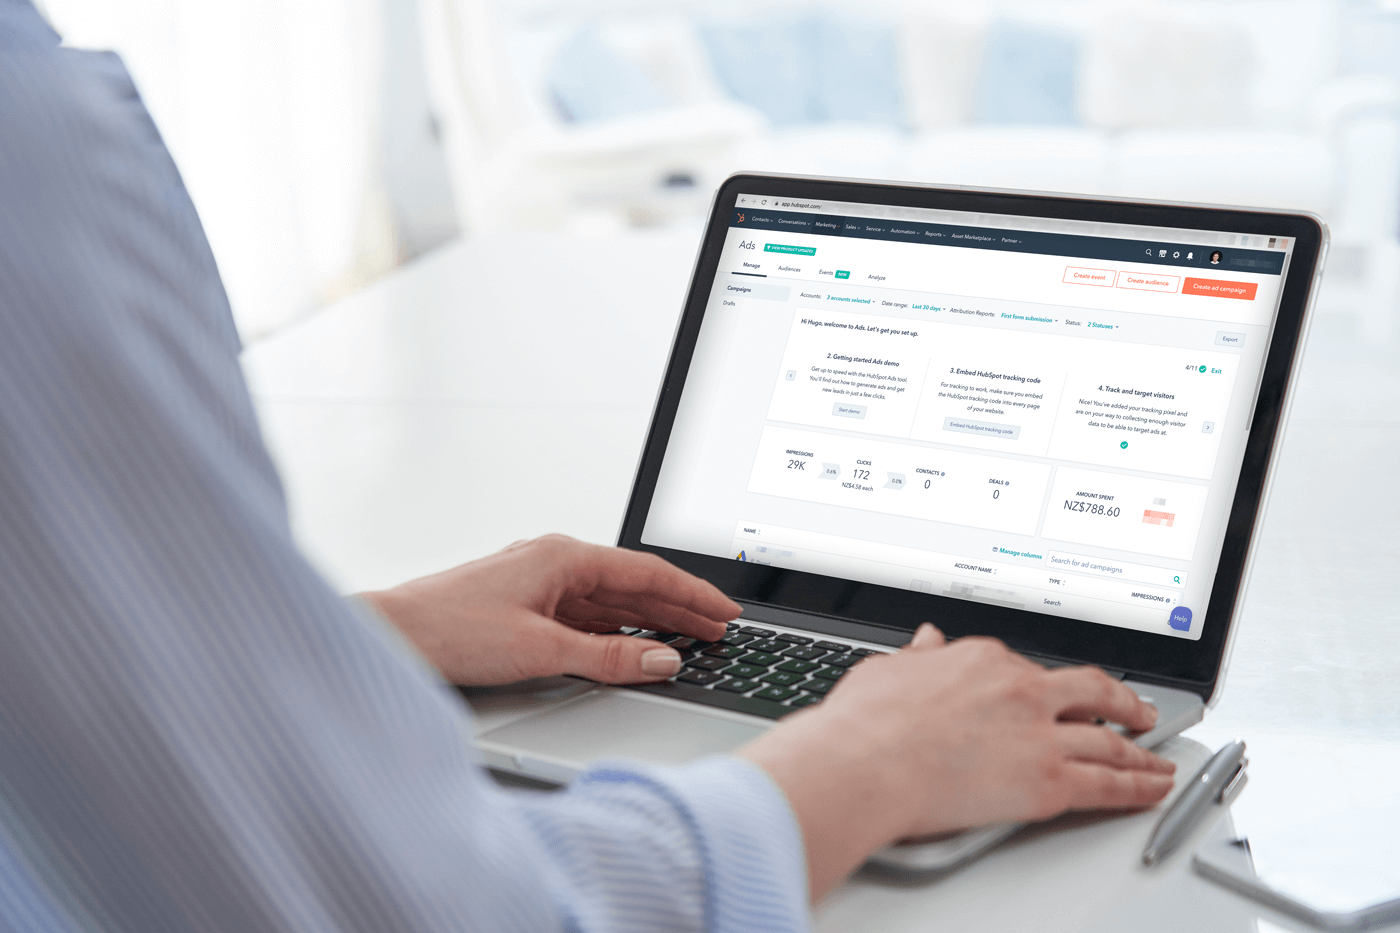 app.hubspot.com/
Contacts Conversations Marketing Sales Service Automation Reports Asset Marketplace Partner
Ads VIEW PRODUCT UPDATES
Create event Create audience Create ad campaign
Manage Audiences Events NEW Analyze
Campaigns
Drafts
Accounts: 3 accounts selected Date range: Last 30 days Attribution Reports: First form submission Status: 2 Statuses
Export
Hi Hugo, welcome to Ads. Let's get you set up.
4/11 Exit
2. Getting started Ads demo
Get up to speed with the HubSpot Ads tool.
You'll find out how to generate ads and get
new leads in just a few clicks.
Start demo
3. Embed HubSpot tracking code
For tracking to work, make sure you embed
the HubSpot tracking code into every page
of your website.
Embed HubSpot tracking code
4. Track and target visitors
Nice! You've added your tracking pixel and
are on your way to collecting enough visitor
data to be able to target ads at.
IMPRESSIONS
29K
0.6%
CLICKS
172
NZ$4.58 each
0.0%
CONTACTS
0
DEALS
0
AMOUNT SPENT
NZ$788.60
Manage columns Search for ad campaigns
NAME ACCOUNT NAME TYPE IMPRESSIONS
Search
Help